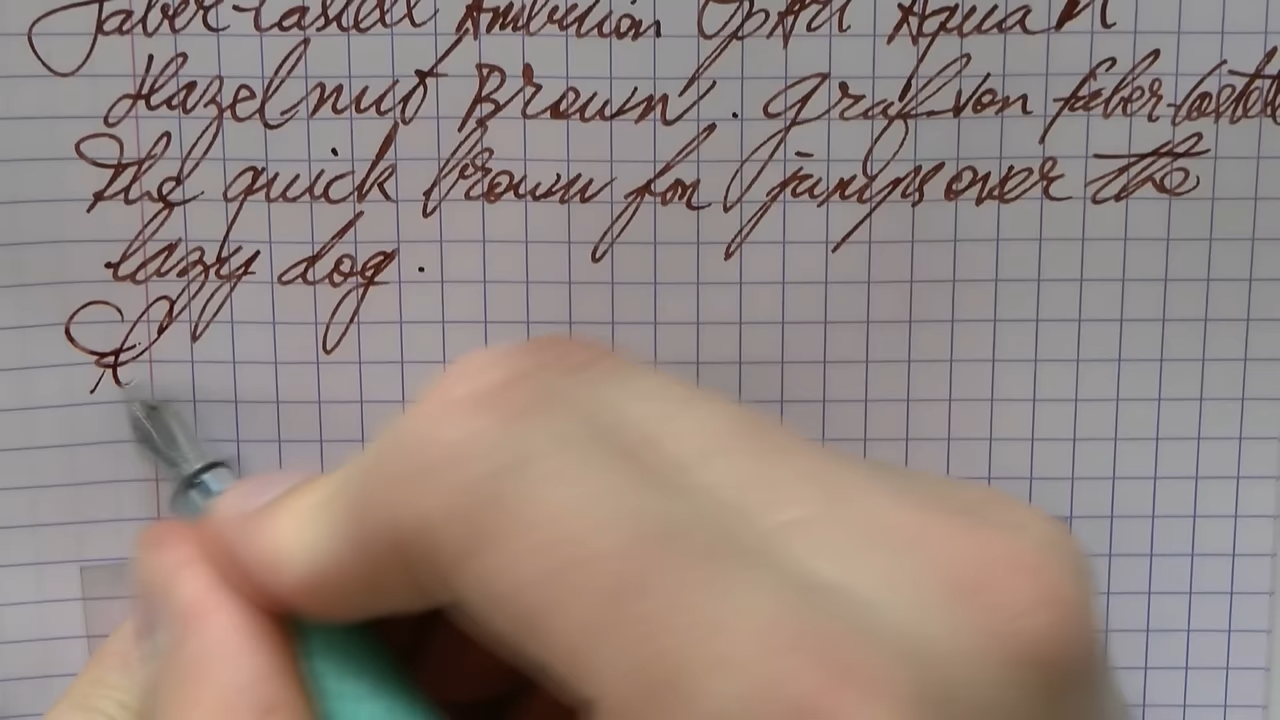 Faber-Castell Ambition OpArt Aqua M
Hazelnut Brown. Graf von Faber-Castell
The quick brown fox jumps over the
lazy dog.